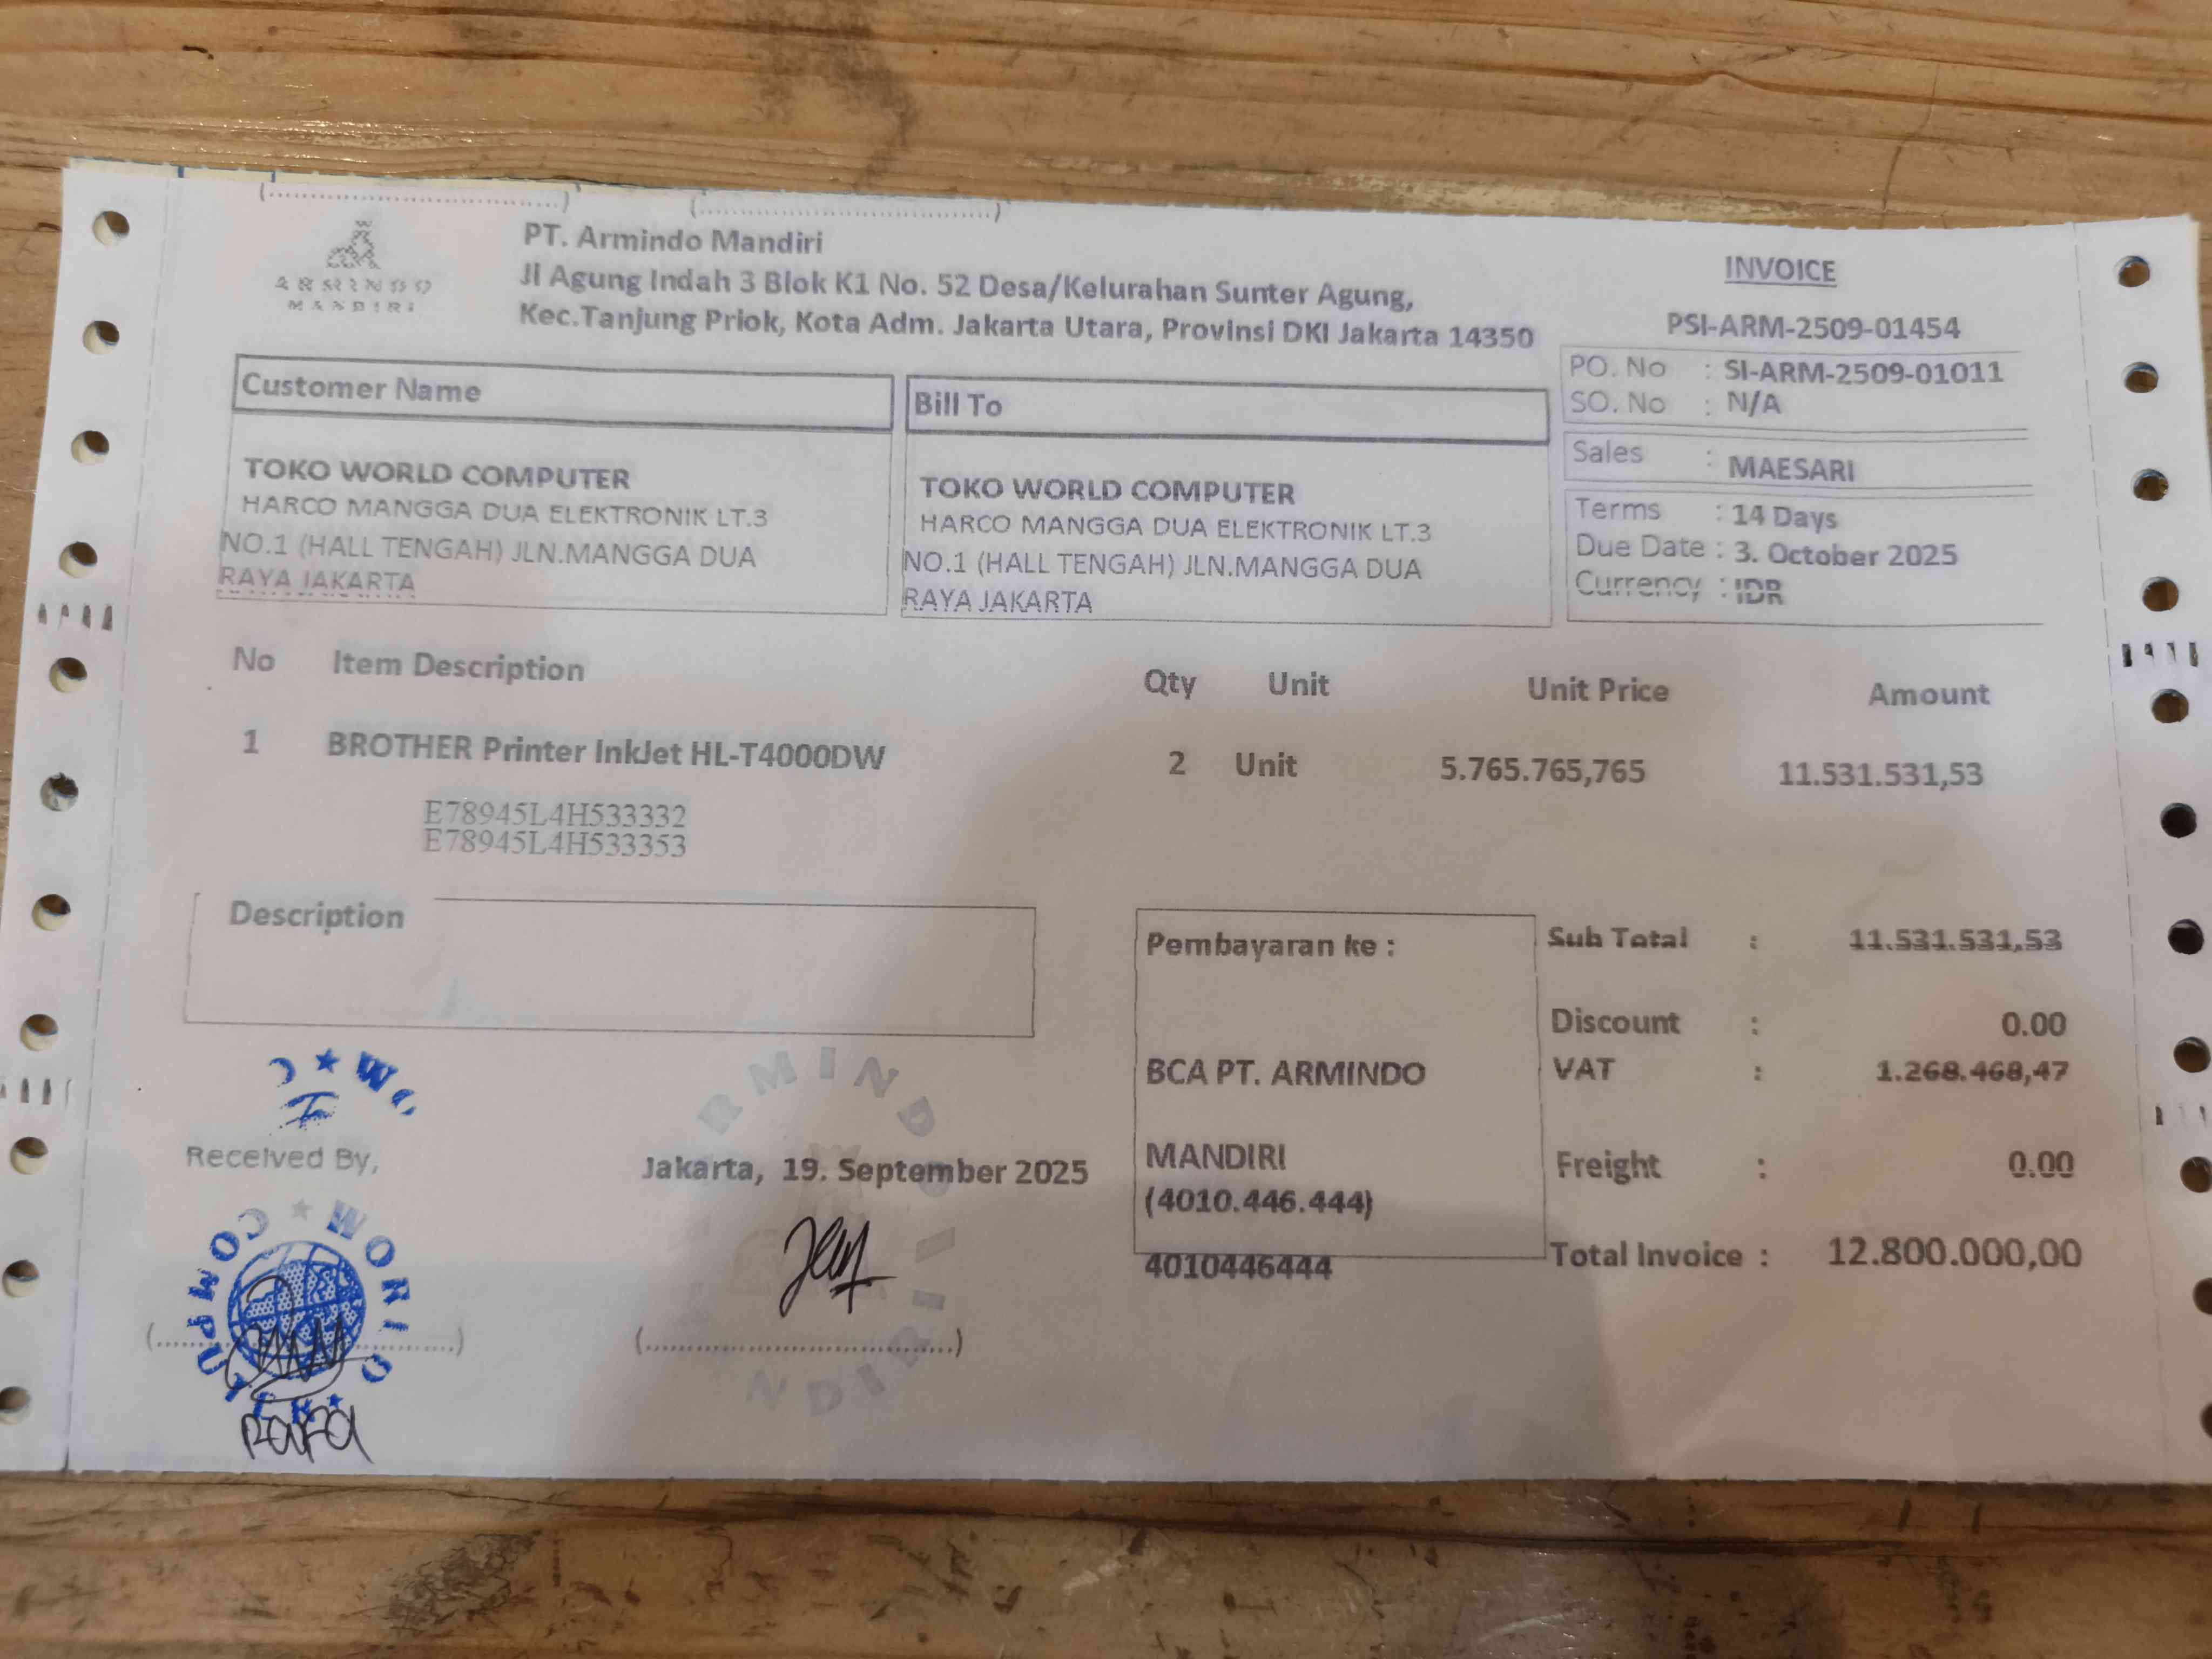 ARMINDO
MANDIRI
PT. Armindo Mandiri
Jl Agung Indah 3 Blok K1 No. 52 Desa/Kelurahan Sunter Agung,
Kec.Tanjung Priok, Kota Adm. Jakarta Utara, Provinsi DKI Jakarta 14350
INVOICE
PSI-ARM-2509-01454
PO. No : SI-ARM-2509-01011
SO. No : N/A
Sales : MAESARI
Terms : 14 Days
Due Date : 3. October 2025
Currency : IDR
Customer Name
TOKO WORLD COMPUTER
HARCO MANGGA DUA ELEKTRONIK LT.3
NO.1 (HALL TENGAH) JLN.MANGGA DUA
RAYA JAKARTA
Bill To
TOKO WORLD COMPUTER
HARCO MANGGA DUA ELEKTRONIK LT.3
NO.1 (HALL TENGAH) JLN.MANGGA DUA
RAYA JAKARTA
No Item Description Qty Unit Unit Price Amount
1 BROTHER Printer InkJet HL-T4000DW 2 Unit 5.765.765,765 11.531.531,53
E78945L4H533332
E78945L4H533353
Description
Pembayaran ke :
BCA PT. ARMINDO
MANDIRI
(4010.446.444)
4010446444
Sub Total : 11.531.531,53
Discount : 0.00
VAT : 1.268.468,47
Freight : 0.00
Total Invoice : 12.800.000,00
Received By,
WORLD COMPUTER
Jakarta, 19. September 2025
ARMINDO